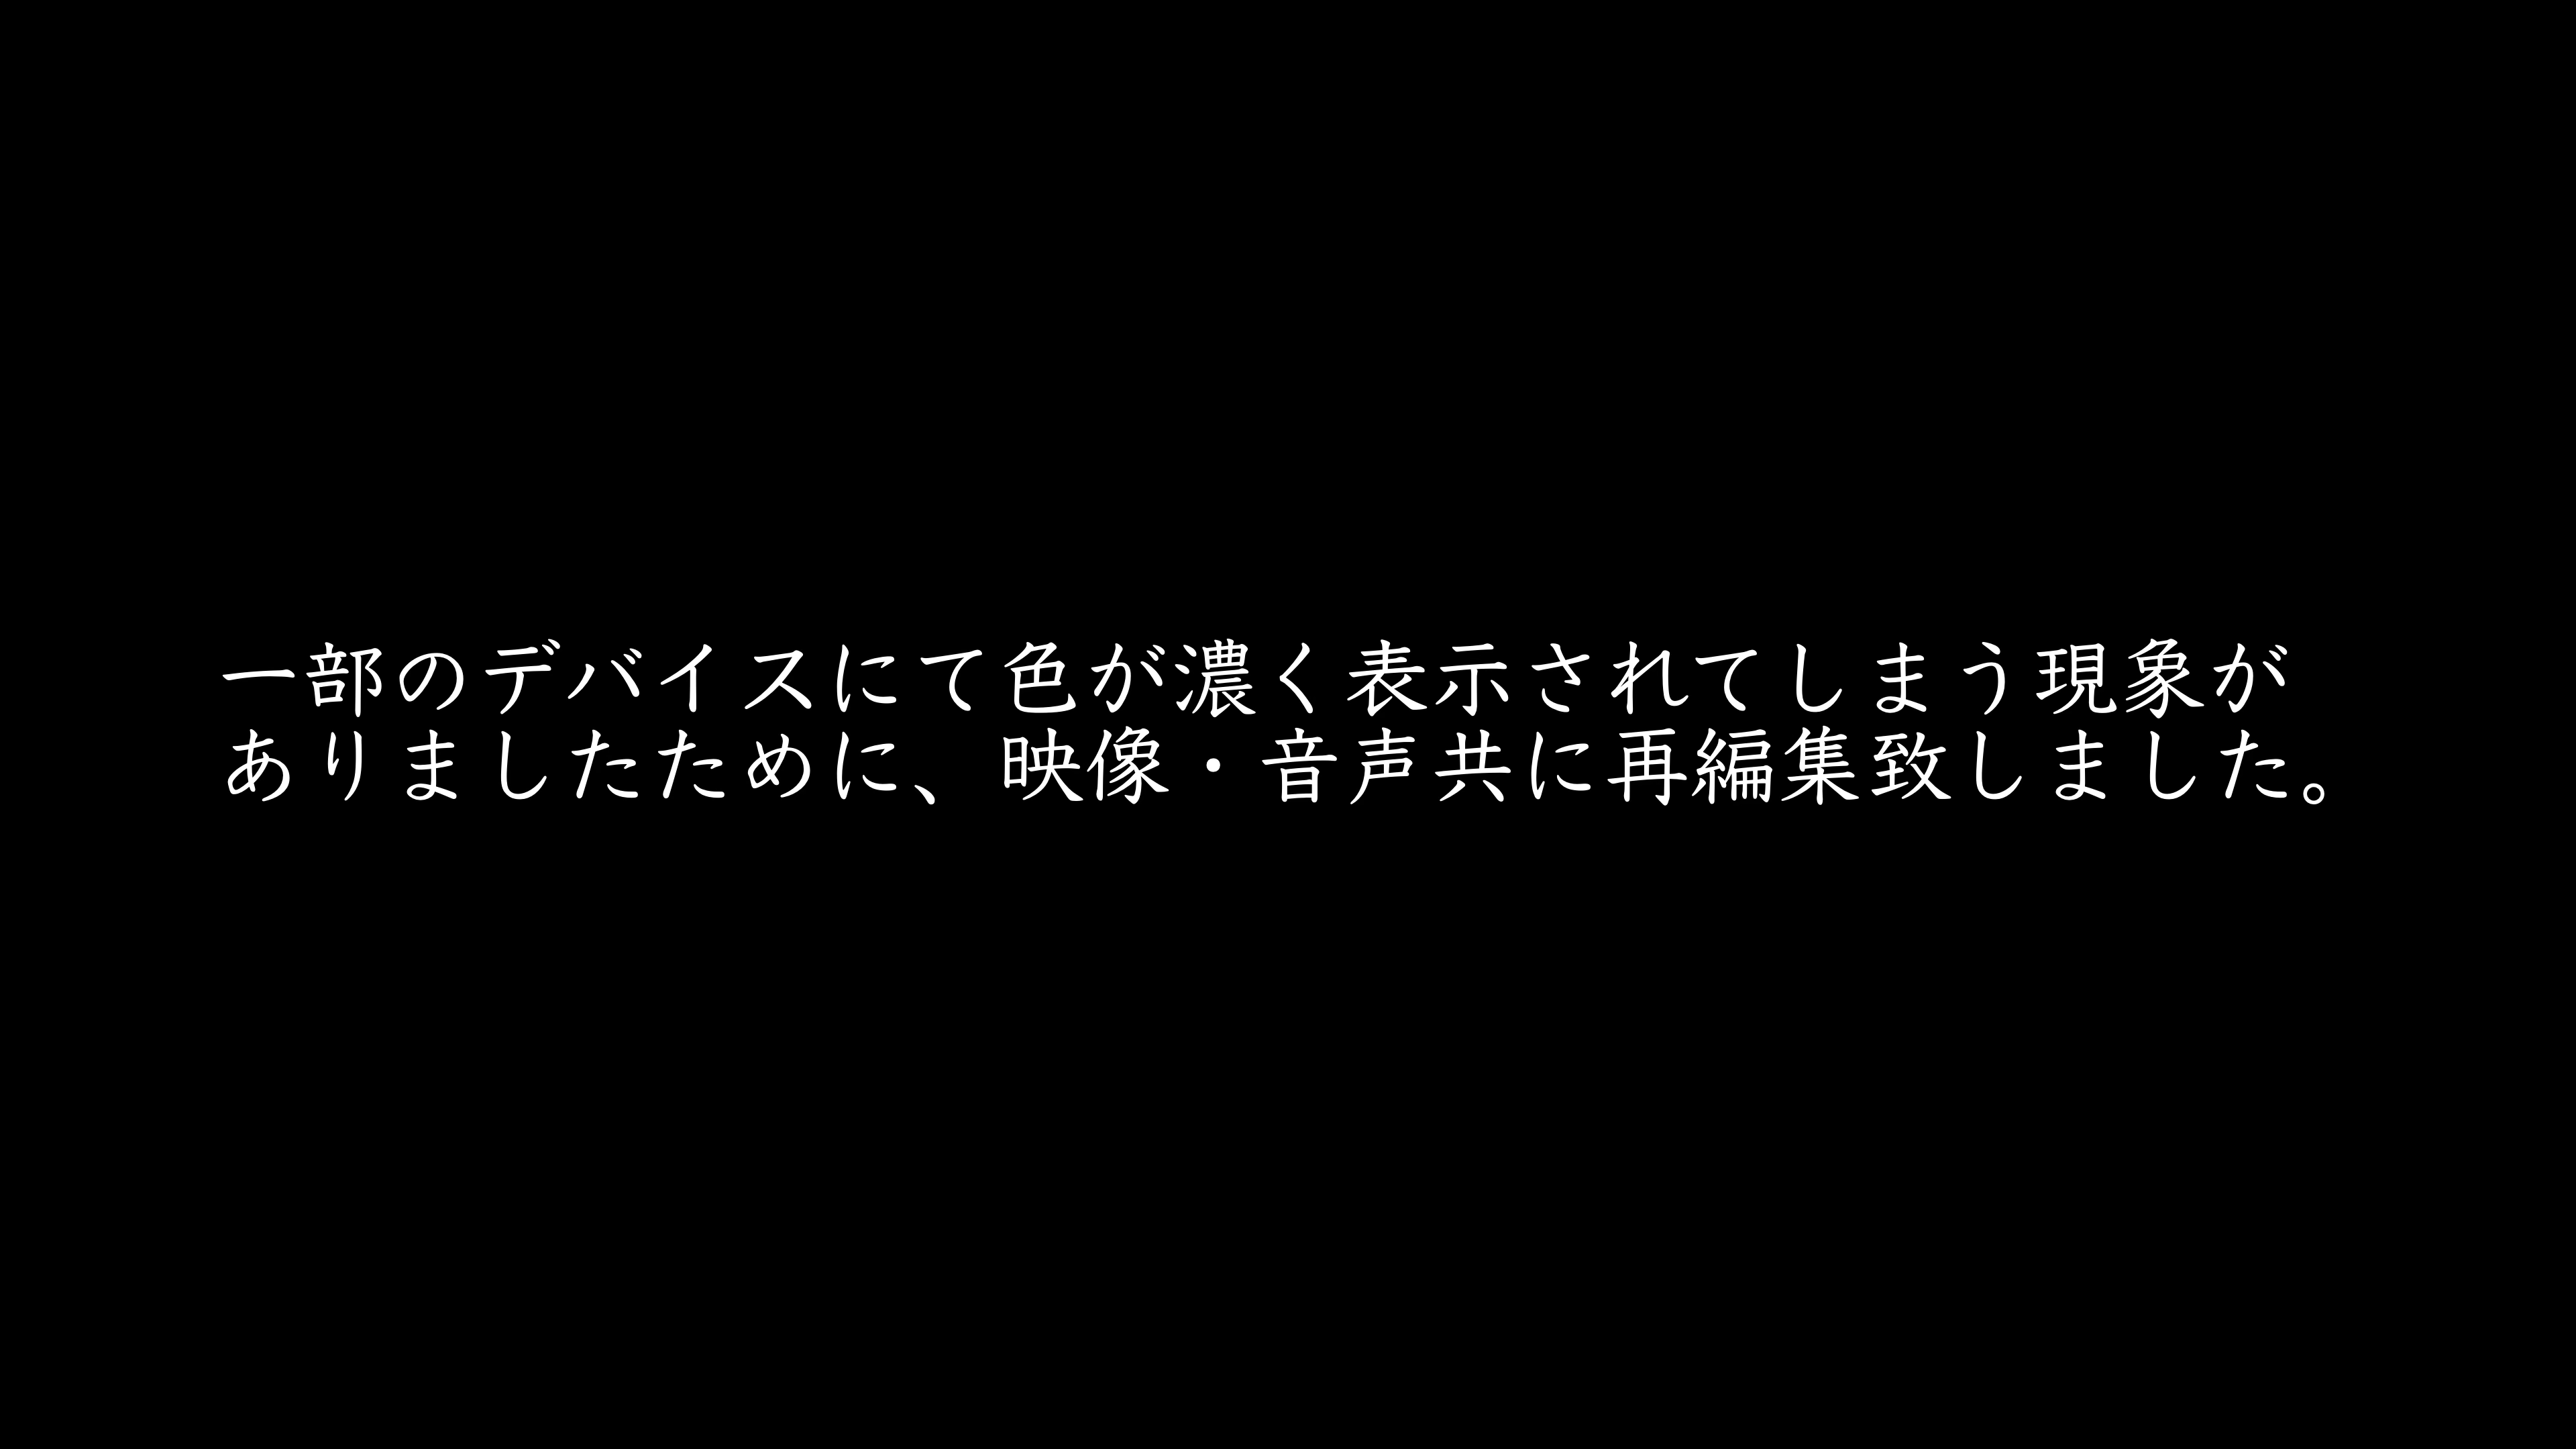 一部のデバイスにて色が濃く表示されてしまう現象が
ありましたために、映像・音声共に再編集致しました。